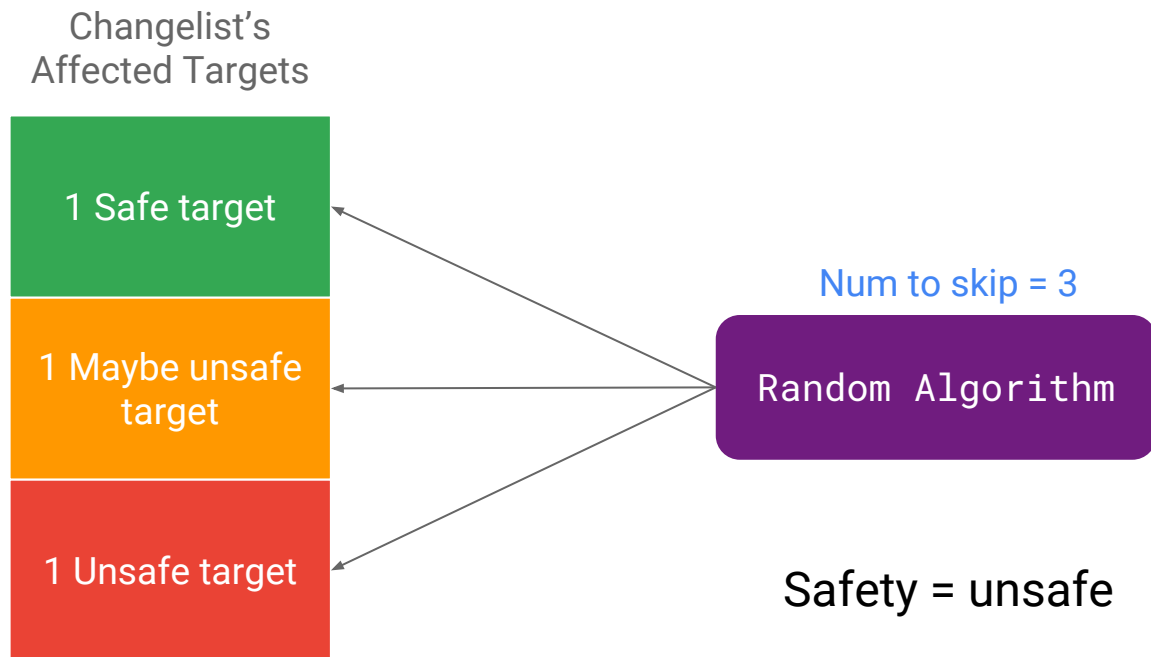 Changelist’s
Affected Targets
1 Safe target
1 Maybe unsafe
target
1 Unsafe target
Num to skip = 3
Random Algorithm
Safety = unsafe